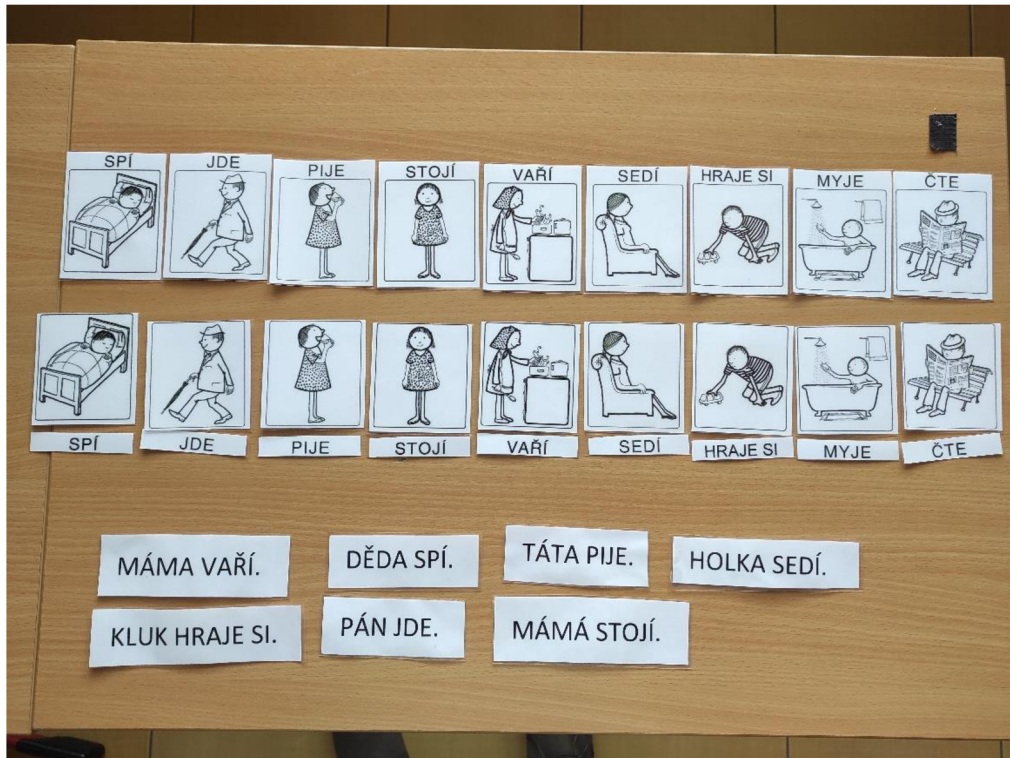 SPÍ JDE PIJE STOJÍ VAŘÍ SEDÍ HRAJE SI MYJE ČTE
SPÍ JDE PIJE STOJÍ VAŘÍ SEDÍ HRAJE SI MYJE ČTE
MÁMA VAŘÍ. DĚDA SPÍ. TÁTA PIJE. HOLKA SEDÍ.
KLUK HRAJE SI. PÁN JDE. MÁMÁ STOJÍ.